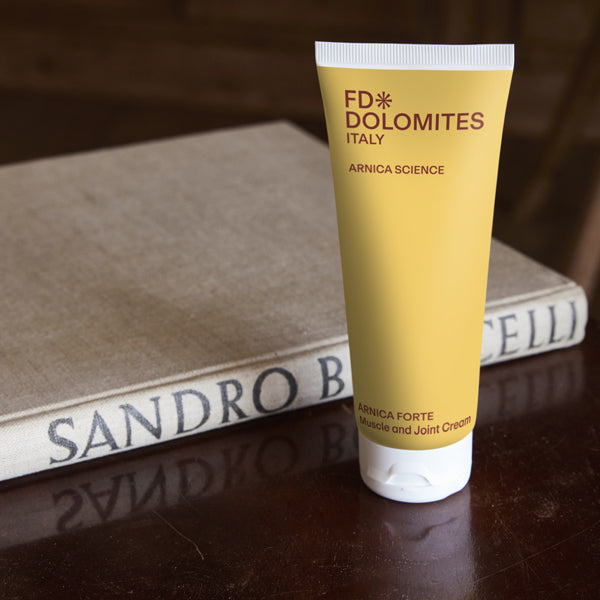 FD*
DOLOMITES
ITALY
ARNICA SCIENCE
ARNICA FORTE
Muscle and Joint Cream
SANDRO B CELLI